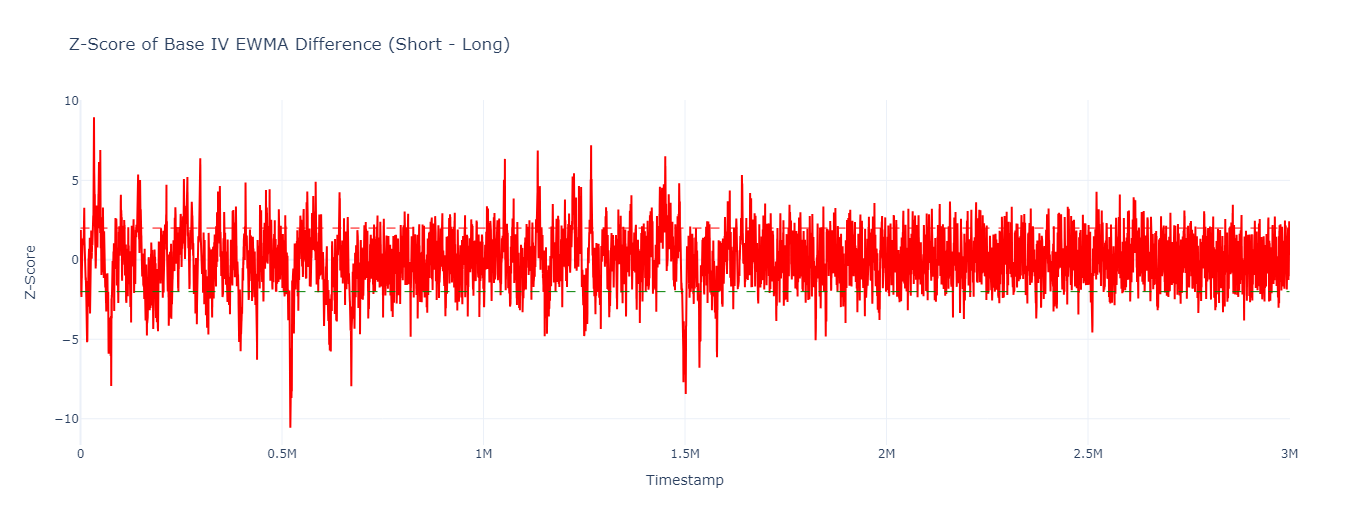 Z-Score of Base IV EWMA Difference (Short - Long)
10
5
0
−5
−10
Z-Score
0
0.5M
1M
1.5M
2M
2.5M
3M
Timestamp